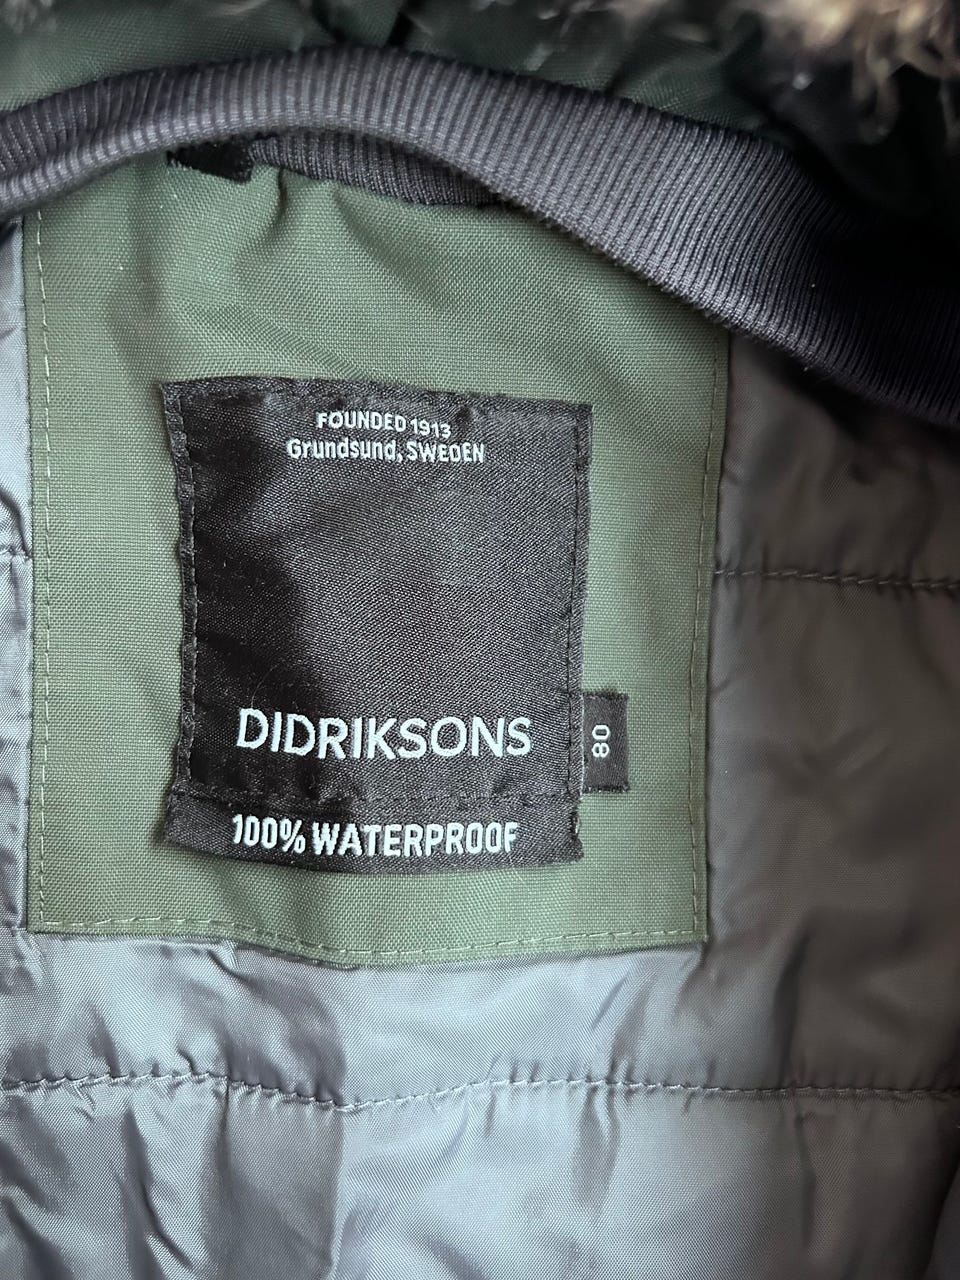 FOUNDED 1913
Grundsund, SWEDEN
DIDRIKSONS
80
100% WATERPROOF